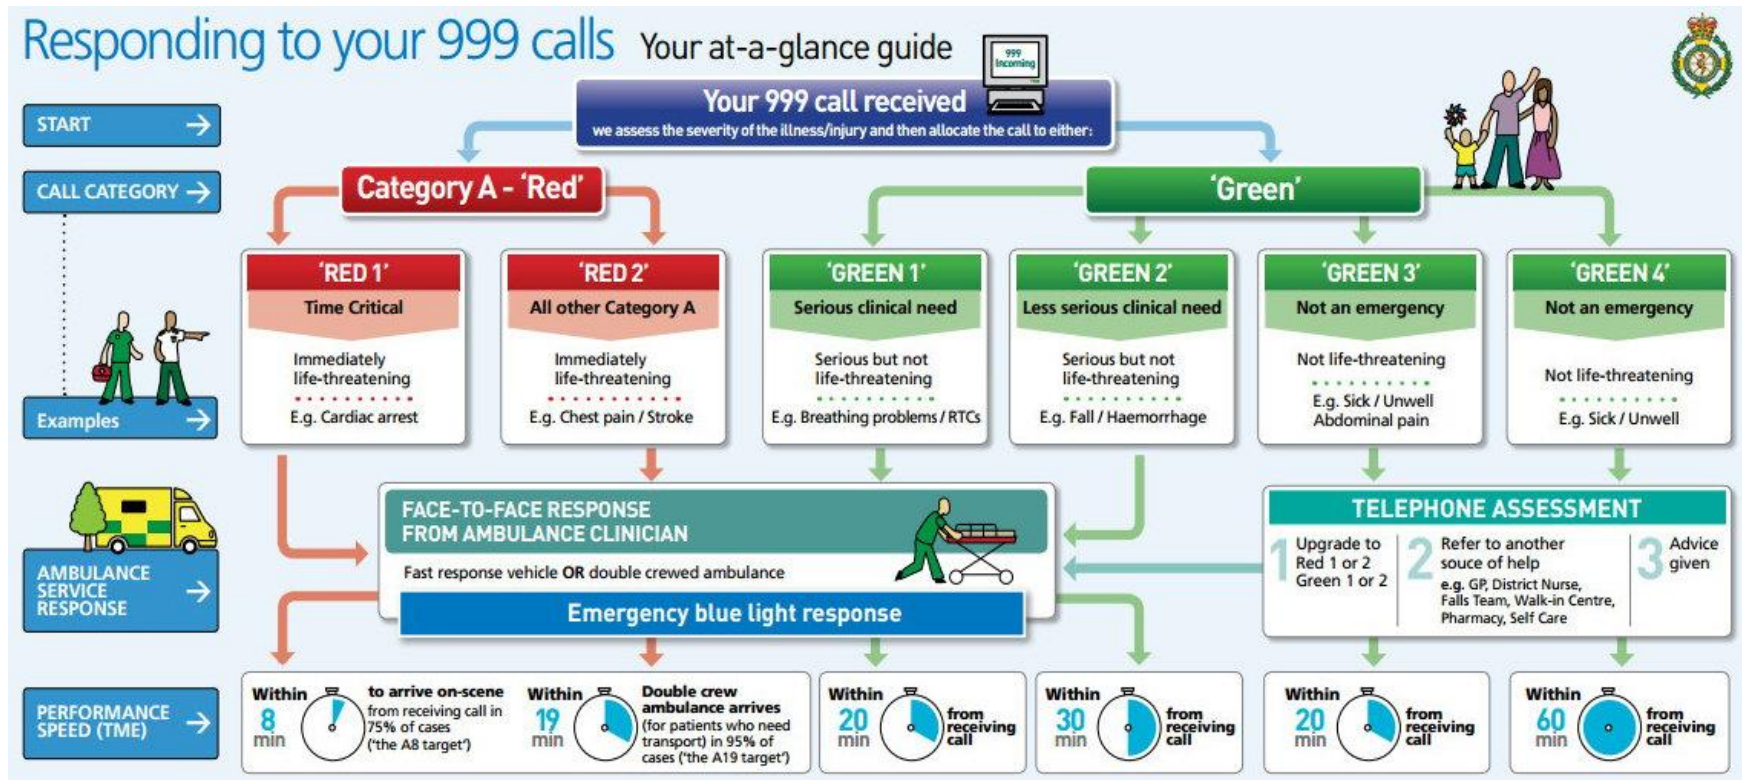 Responding to your 999 calls Your at-a-glance guide
999
Incoming
Your 999 call received
we assess the severity of the illness/injury and then allocate the call to either:
START
CALL CATEGORY
Category A - ‘Red’
‘Green’
‘RED 1’
Time Critical
Immediately
life-threatening
E.g. Cardiac arrest
‘RED 2’
All other Category A
Immediately
life-threatening
E.g. Chest pain / Stroke
‘GREEN 1’
Serious clinical need
Serious but not
life-threatening
E.g. Breathing problems / RTCs
‘GREEN 2’
Less serious clinical need
Serious but not
life-threatening
E.g. Fall / Haemorrhage
‘GREEN 3’
Not an emergency
Not life-threatening
E.g. Sick / Unwell
Abdominal pain
‘GREEN 4’
Not an emergency
Not life-threatening
E.g. Sick / Unwell
Examples
AMBULANCE
SERVICE
RESPONSE
FACE-TO-FACE RESPONSE
FROM AMBULANCE CLINICIAN
Fast response vehicle OR double crewed ambulance
Emergency blue light response
TELEPHONE ASSESSMENT
1 Upgrade to
Red 1 or 2
Green 1 or 2
2 Refer to another
souce of help
e.g. GP, District Nurse,
Falls Team, Walk-in Centre,
Pharmacy, Self Care
3 Advice
given
PERFORMANCE
SPEED (TME)
Within
8
min
to arrive on-scene
from receiving call in
75% of cases
(‘the A8 target’)
Within
19
min
Double crew
ambulance arrives
(for patients who need
transport) in 95% of
cases (‘the A19 target’)
Within
20
min
from
receiving
call
Within
30
min
from
receiving
call
Within
20
min
from
receiving
call
Within
60
min
from
receiving
call